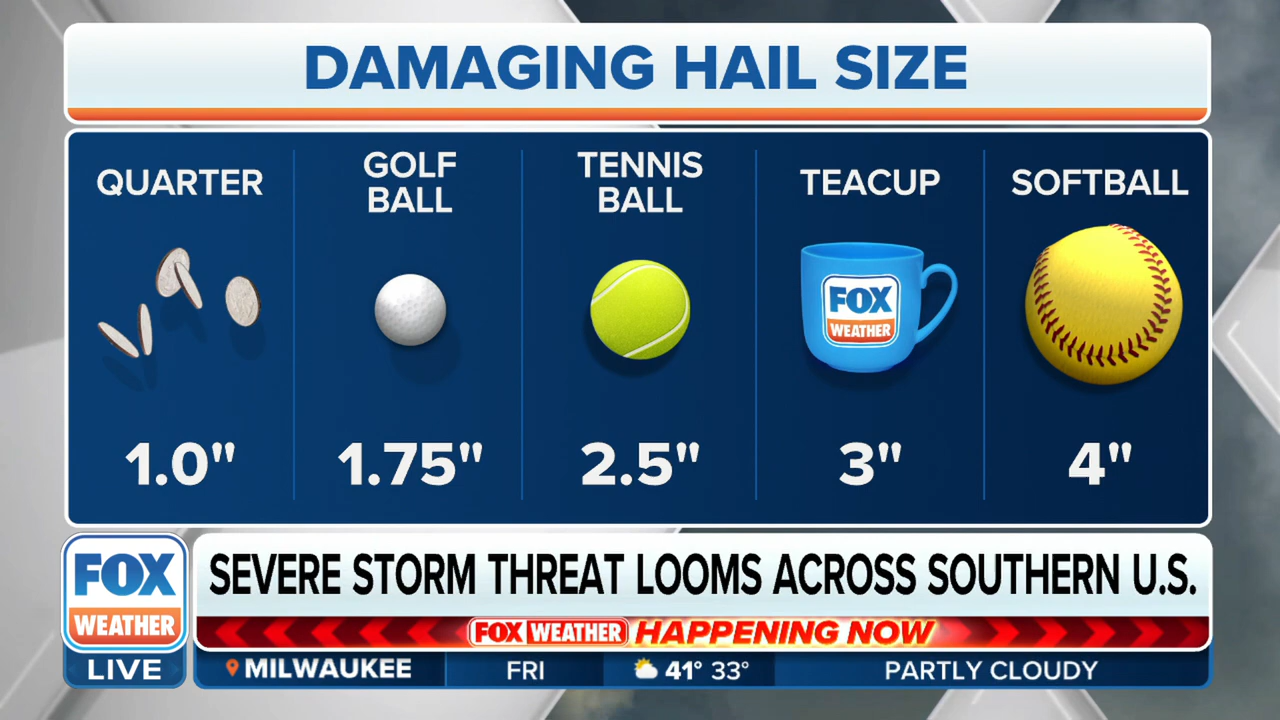 DAMAGING HAIL SIZE
QUARTER
1.0"
GOLF
BALL
1.75"
TENNIS
BALL
2.5"
TEACUP
FOX
WEATHER
3"
SOFTBALL
4"
FOX
WEATHER
LIVE
SEVERE STORM THREAT LOOMS ACROSS SOUTHERN U.S.
FOX WEATHER HAPPENING NOW
MILWAUKEE FRI 41° 33° PARTLY CLOUDY